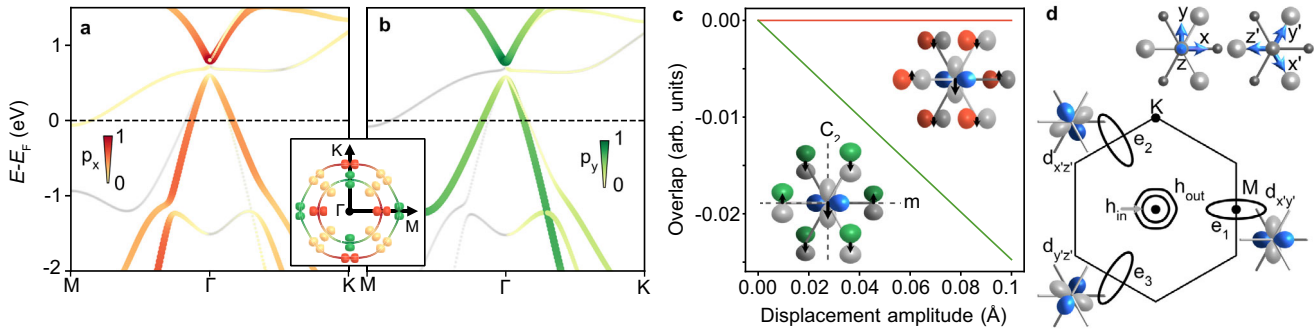 a
1
0
-1
-2
E-E_F (eV)
p_x
1
0
M
Γ
K
b
p_y
1
0
M
Γ
K
K
Γ
M
c
0.00
-0.01
-0.02
Overlap (arb. units)
C_2
m
0.00
0.02
0.04
0.06
0.08
0.1
Displacement amplitude (Å)
d
y
x
z
z'
y'
x'
K
e_2
d_x'z'
h_in
h_out
M
d_x'y'
e_1
d_y'z'
e_3